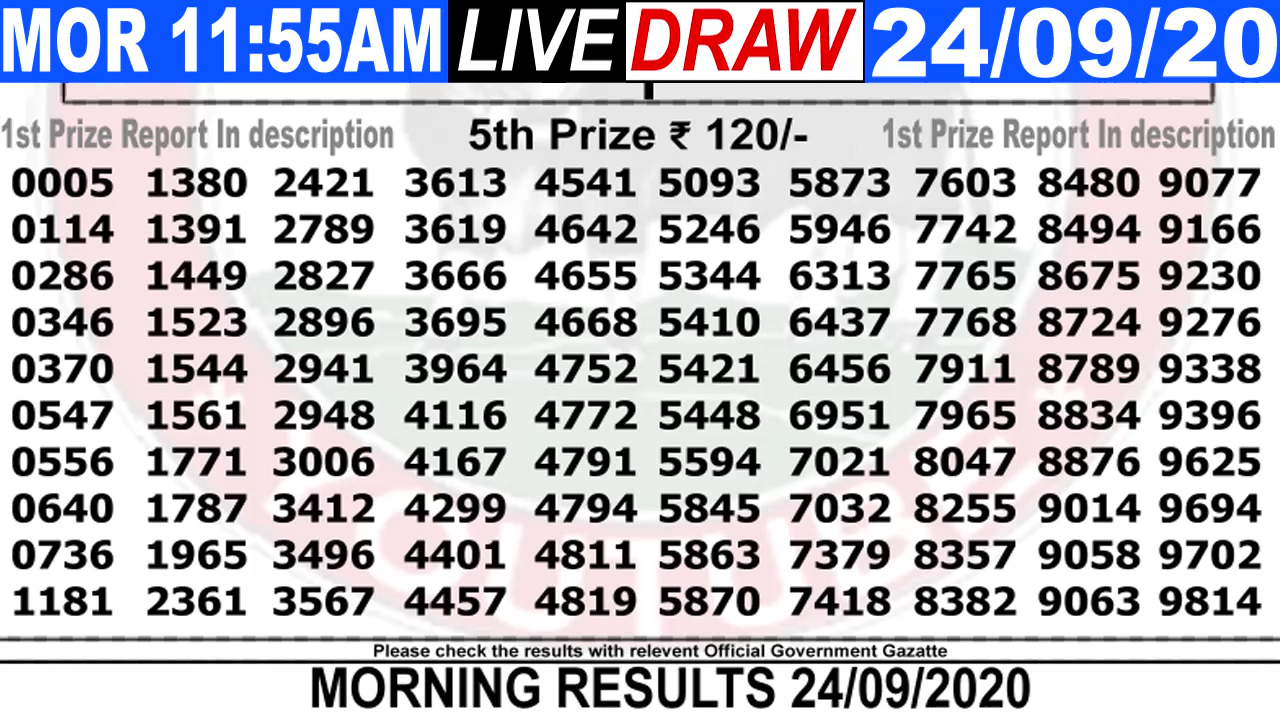 MOR 11:55AM LIVE DRAW 24/09/20
1st Prize Report In description 5th Prize ₹ 120/- 1st Prize Report In description
0005 1380 2421 3613 4541 5093 5873 7603 8480 9077
0114 1391 2789 3619 4642 5246 5946 7742 8494 9166
0286 1449 2827 3666 4655 5344 6313 7765 8675 9230
0346 1523 2896 3695 4668 5410 6437 7768 8724 9276
0370 1544 2941 3964 4752 5421 6456 7911 8789 9338
0547 1561 2948 4116 4772 5448 6951 7965 8834 9396
0556 1771 3006 4167 4791 5594 7021 8047 8876 9625
0640 1787 3412 4299 4794 5845 7032 8255 9014 9694
0736 1965 3496 4401 4811 5863 7379 8357 9058 9702
1181 2361 3567 4457 4819 5870 7418 8382 9063 9814
YOUTUBE
Please check the results with relevent Official Government Gazatte
MORNING RESULTS 24/09/2020